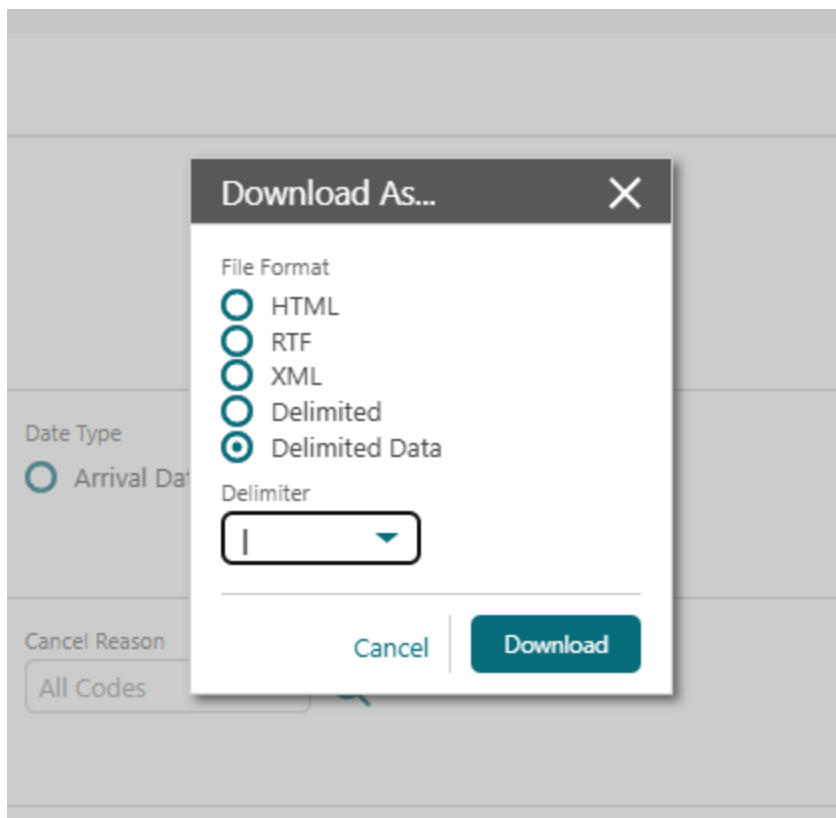 Download As...
File Format
HTML
RTF
XML
Delimited
Delimited Data
Delimiter
|
Cancel
Download
Date Type
Arrival Da
Cancel Reason
All Codes